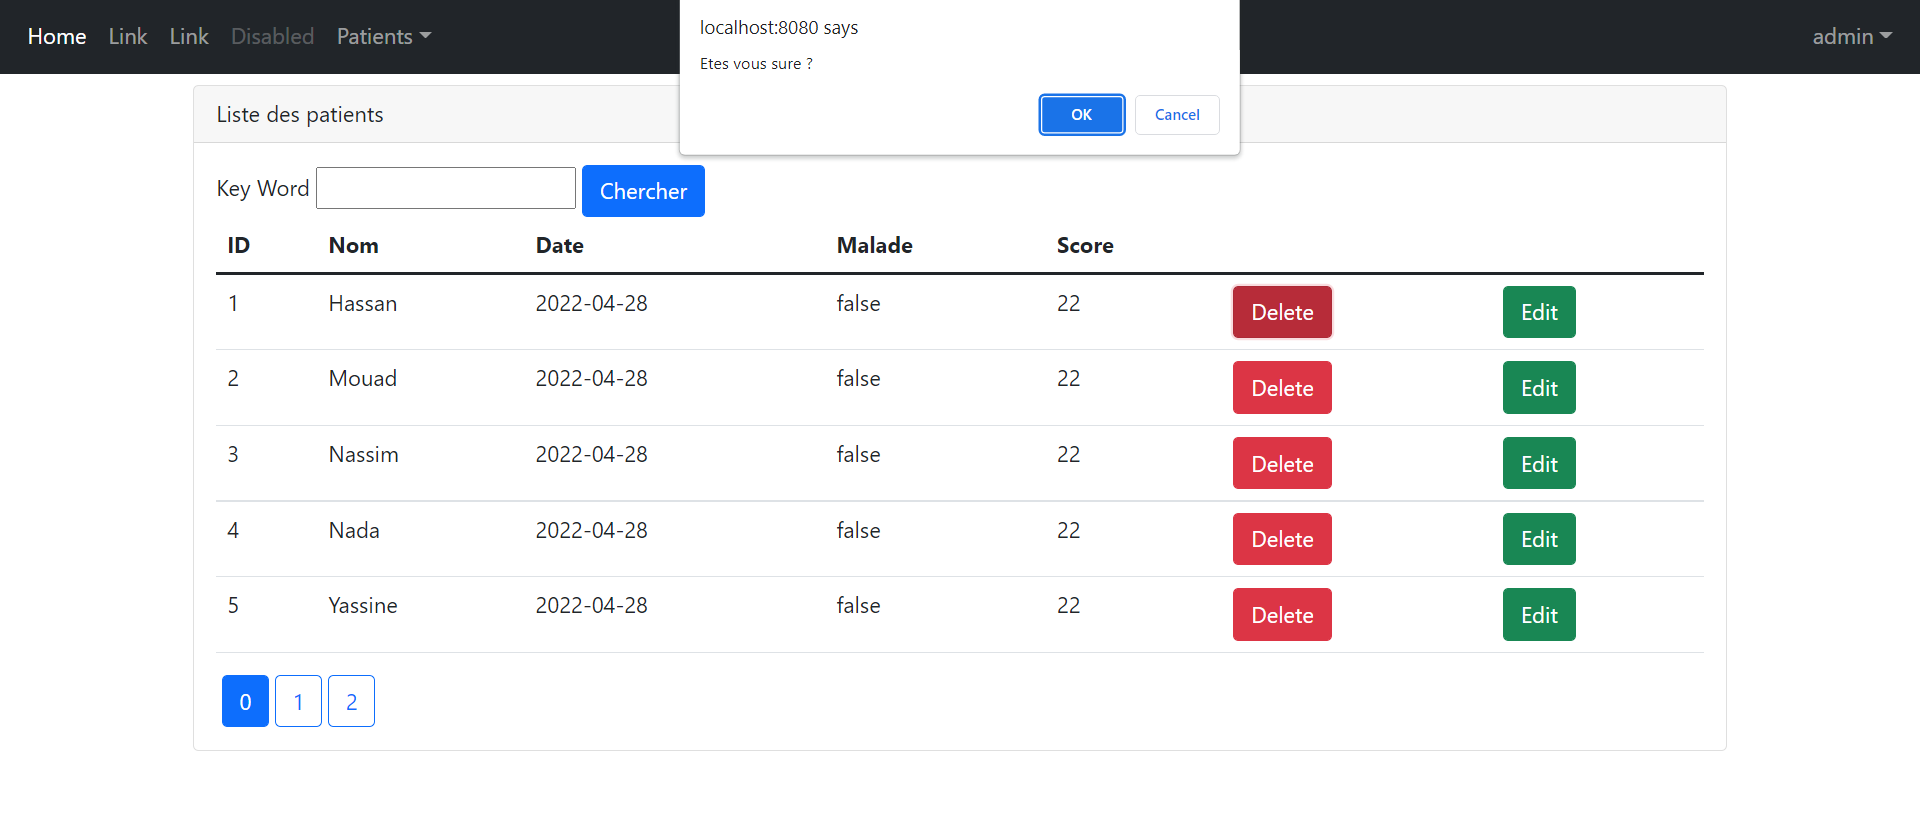 Home Link Link Disabled Patients admin
localhost:8080 says
Etes vous sure ?
OK Cancel
Liste des patients
Key Word Chercher
ID Nom Date Malade Score
1 Hassan 2022-04-28 false 22 Delete Edit
2 Mouad 2022-04-28 false 22 Delete Edit
3 Nassim 2022-04-28 false 22 Delete Edit
4 Nada 2022-04-28 false 22 Delete Edit
5 Yassine 2022-04-28 false 22 Delete Edit
0 1 2